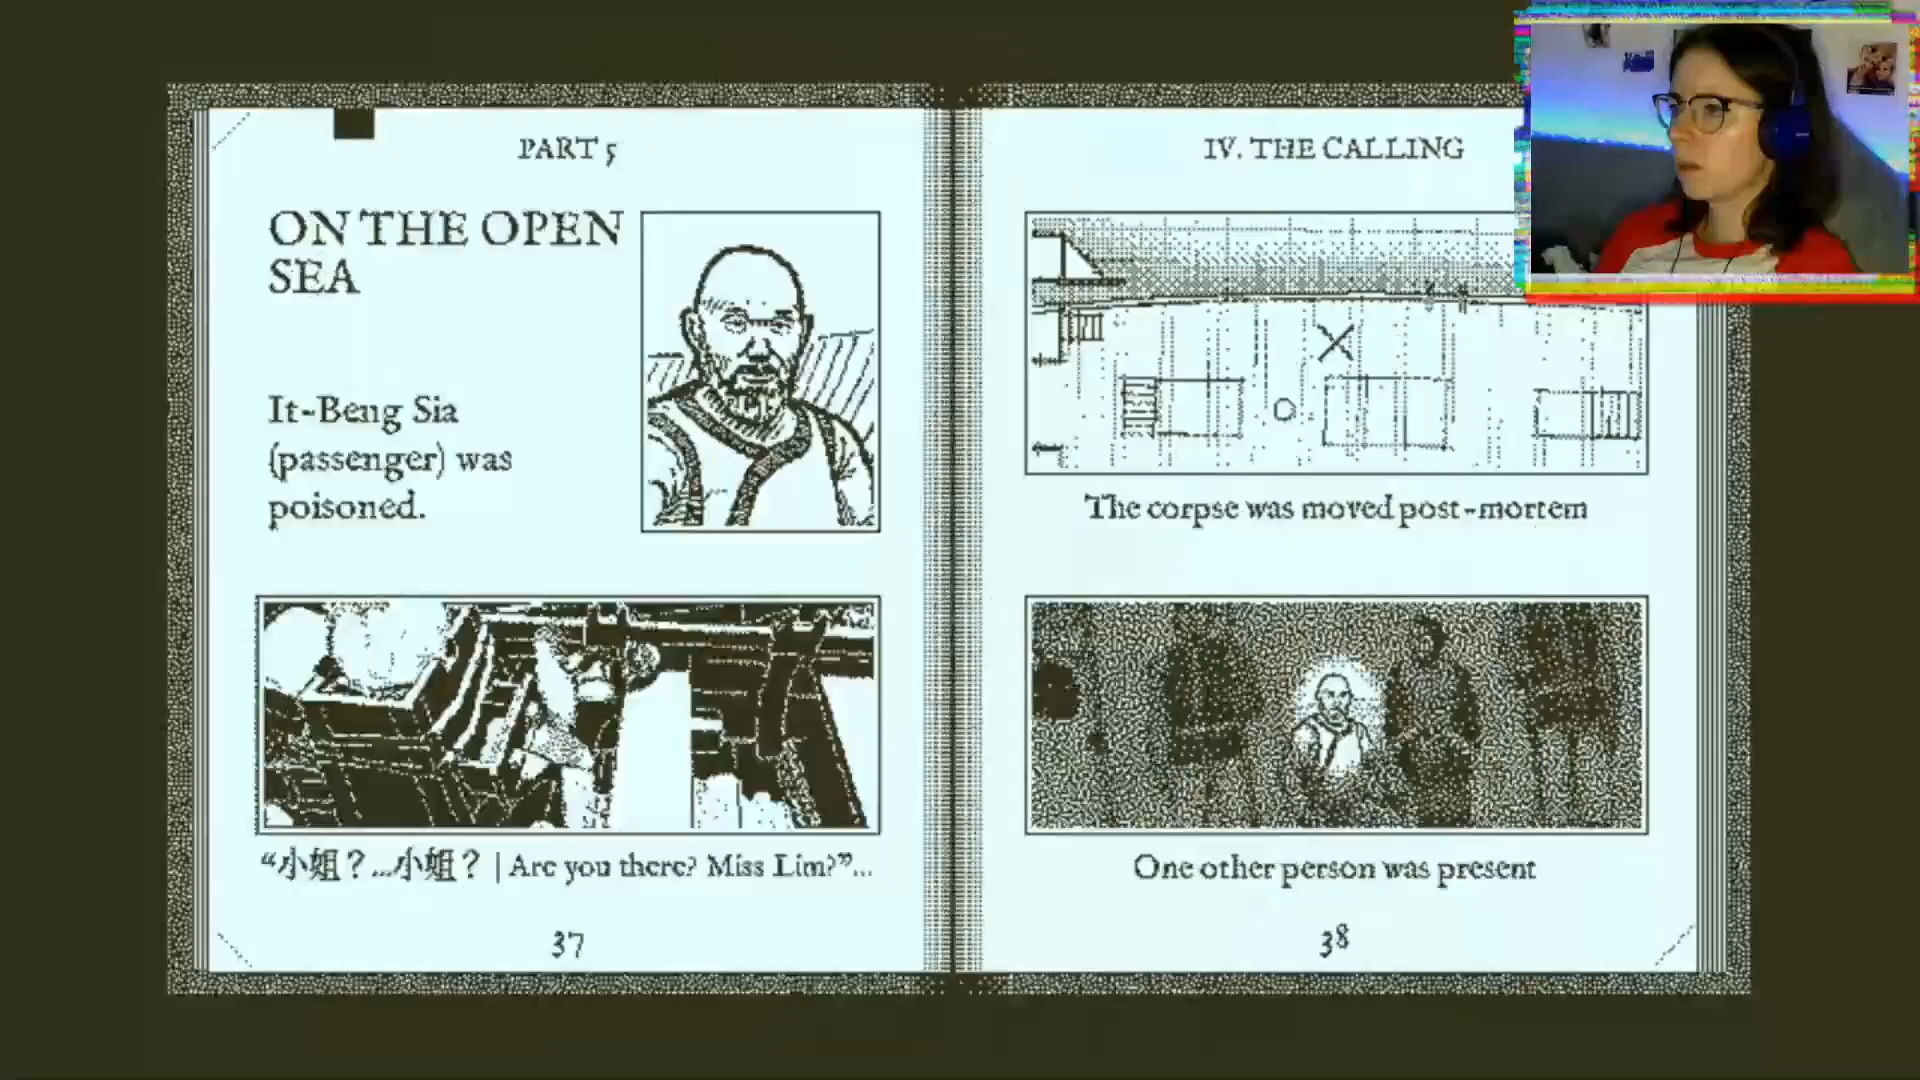 PART 5
ON THE OPEN
SEA
It-Beng Sia
(passenger) was
poisoned.
“小姐？...小姐？ | Are you there? Miss Lim?”...
37
IV. THE CALLING
The corpse was moved post-mortem
One other person was present
38